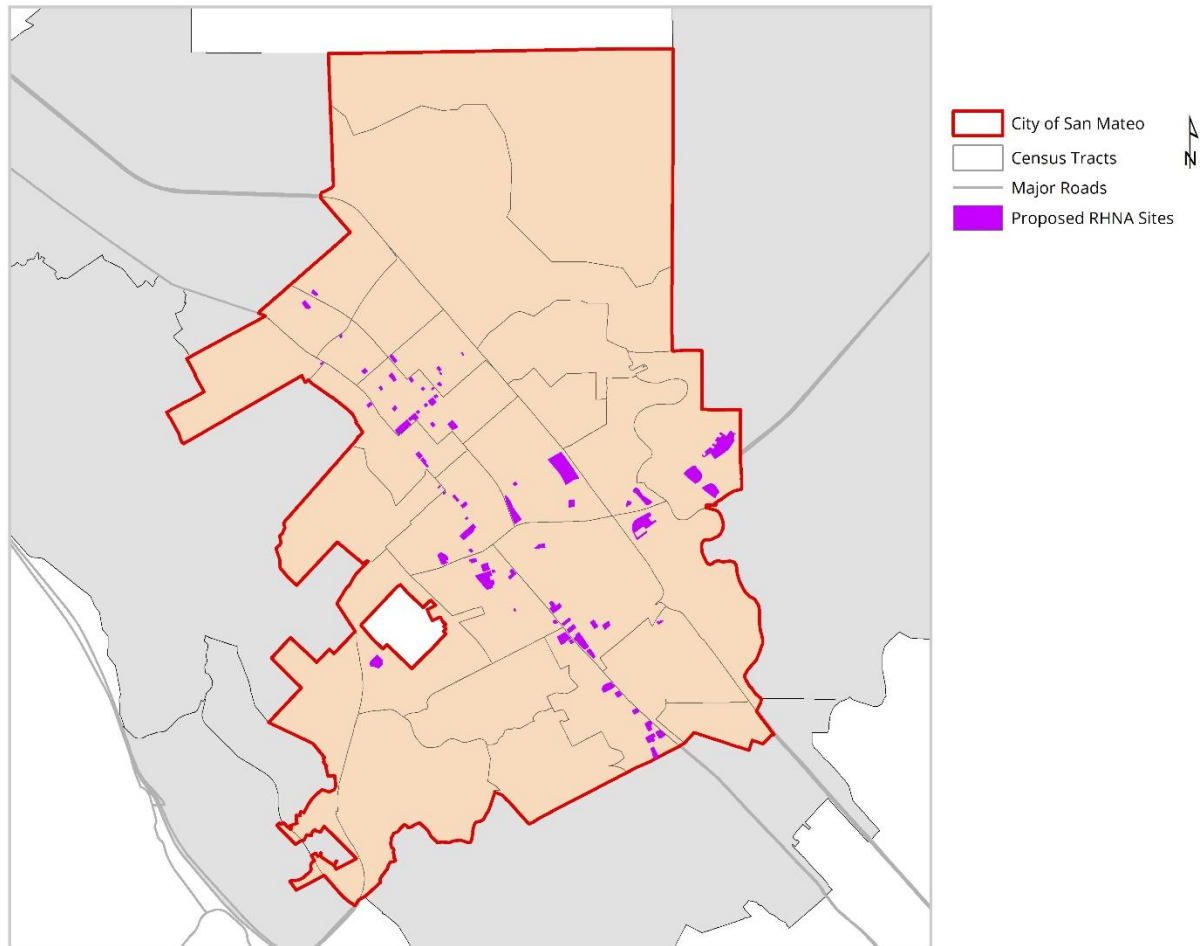 City of San Mateo
Census Tracts
Major Roads
Proposed RHNA Sites
N